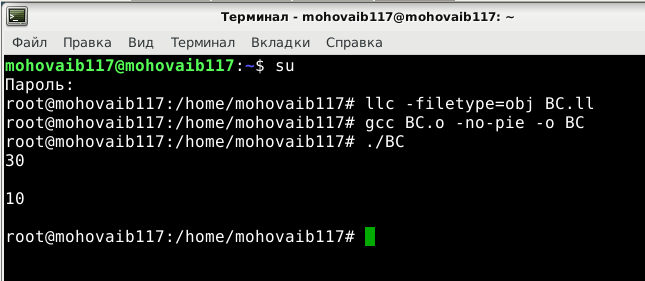 Терминал - mohovaib117@mohovaib117: ~
Файл Правка Вид Терминал Вкладки Справка
mohovaib117@mohovaib117:~$ su
Пароль:
root@mohovaib117:/home/mohovaib117# llc -filetype=obj BC.ll
root@mohovaib117:/home/mohovaib117# gcc BC.o -no-pie -o BC
root@mohovaib117:/home/mohovaib117# ./BC
30
10
root@mohovaib117:/home/mohovaib117#